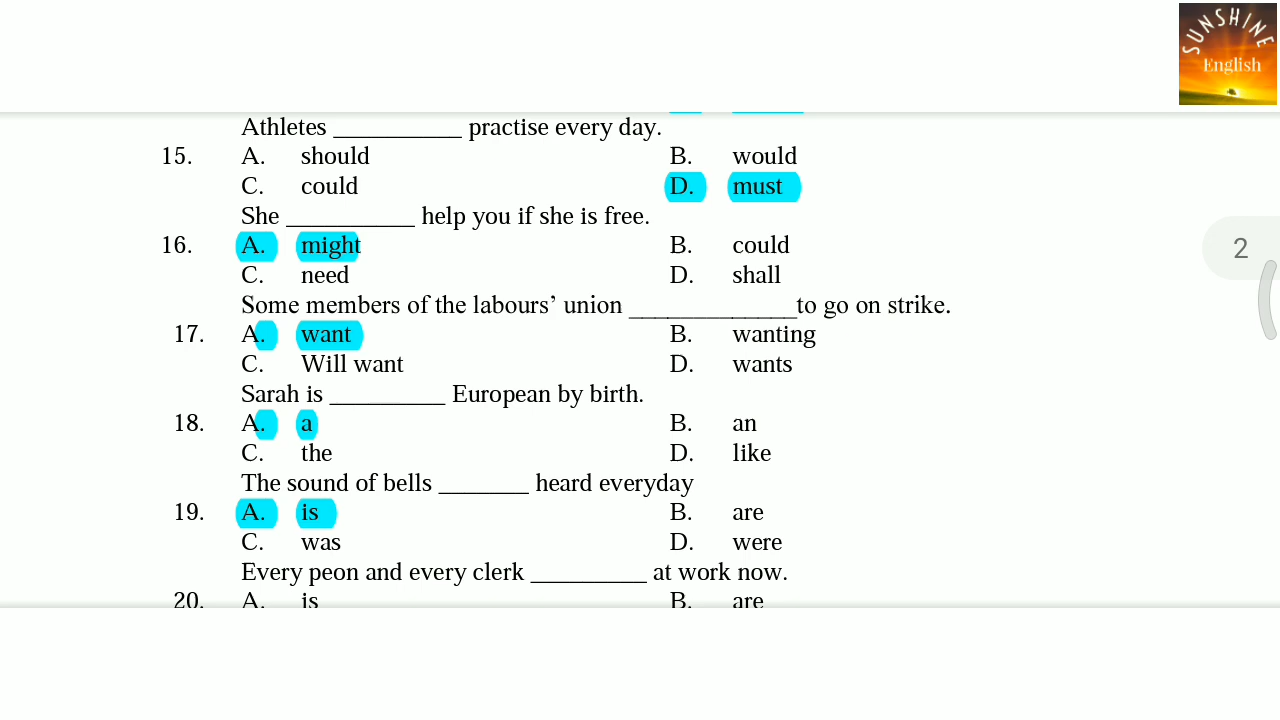 SUNSHINE
English
Athletes __________ practise every day.
15. A. should B. would
C. could D. must
She __________ help you if she is free.
16. A. might B. could
C. need D. shall
Some members of the labours’ union _____________to go on strike.
17. A. want B. wanting
C. Will want D. wants
Sarah is _________ European by birth.
18. A. a B. an
C. the D. like
The sound of bells _______ heard everyday
19. A. is B. are
C. was D. were
Every peon and every clerk _________ at work now.
20. A. is B. are
2